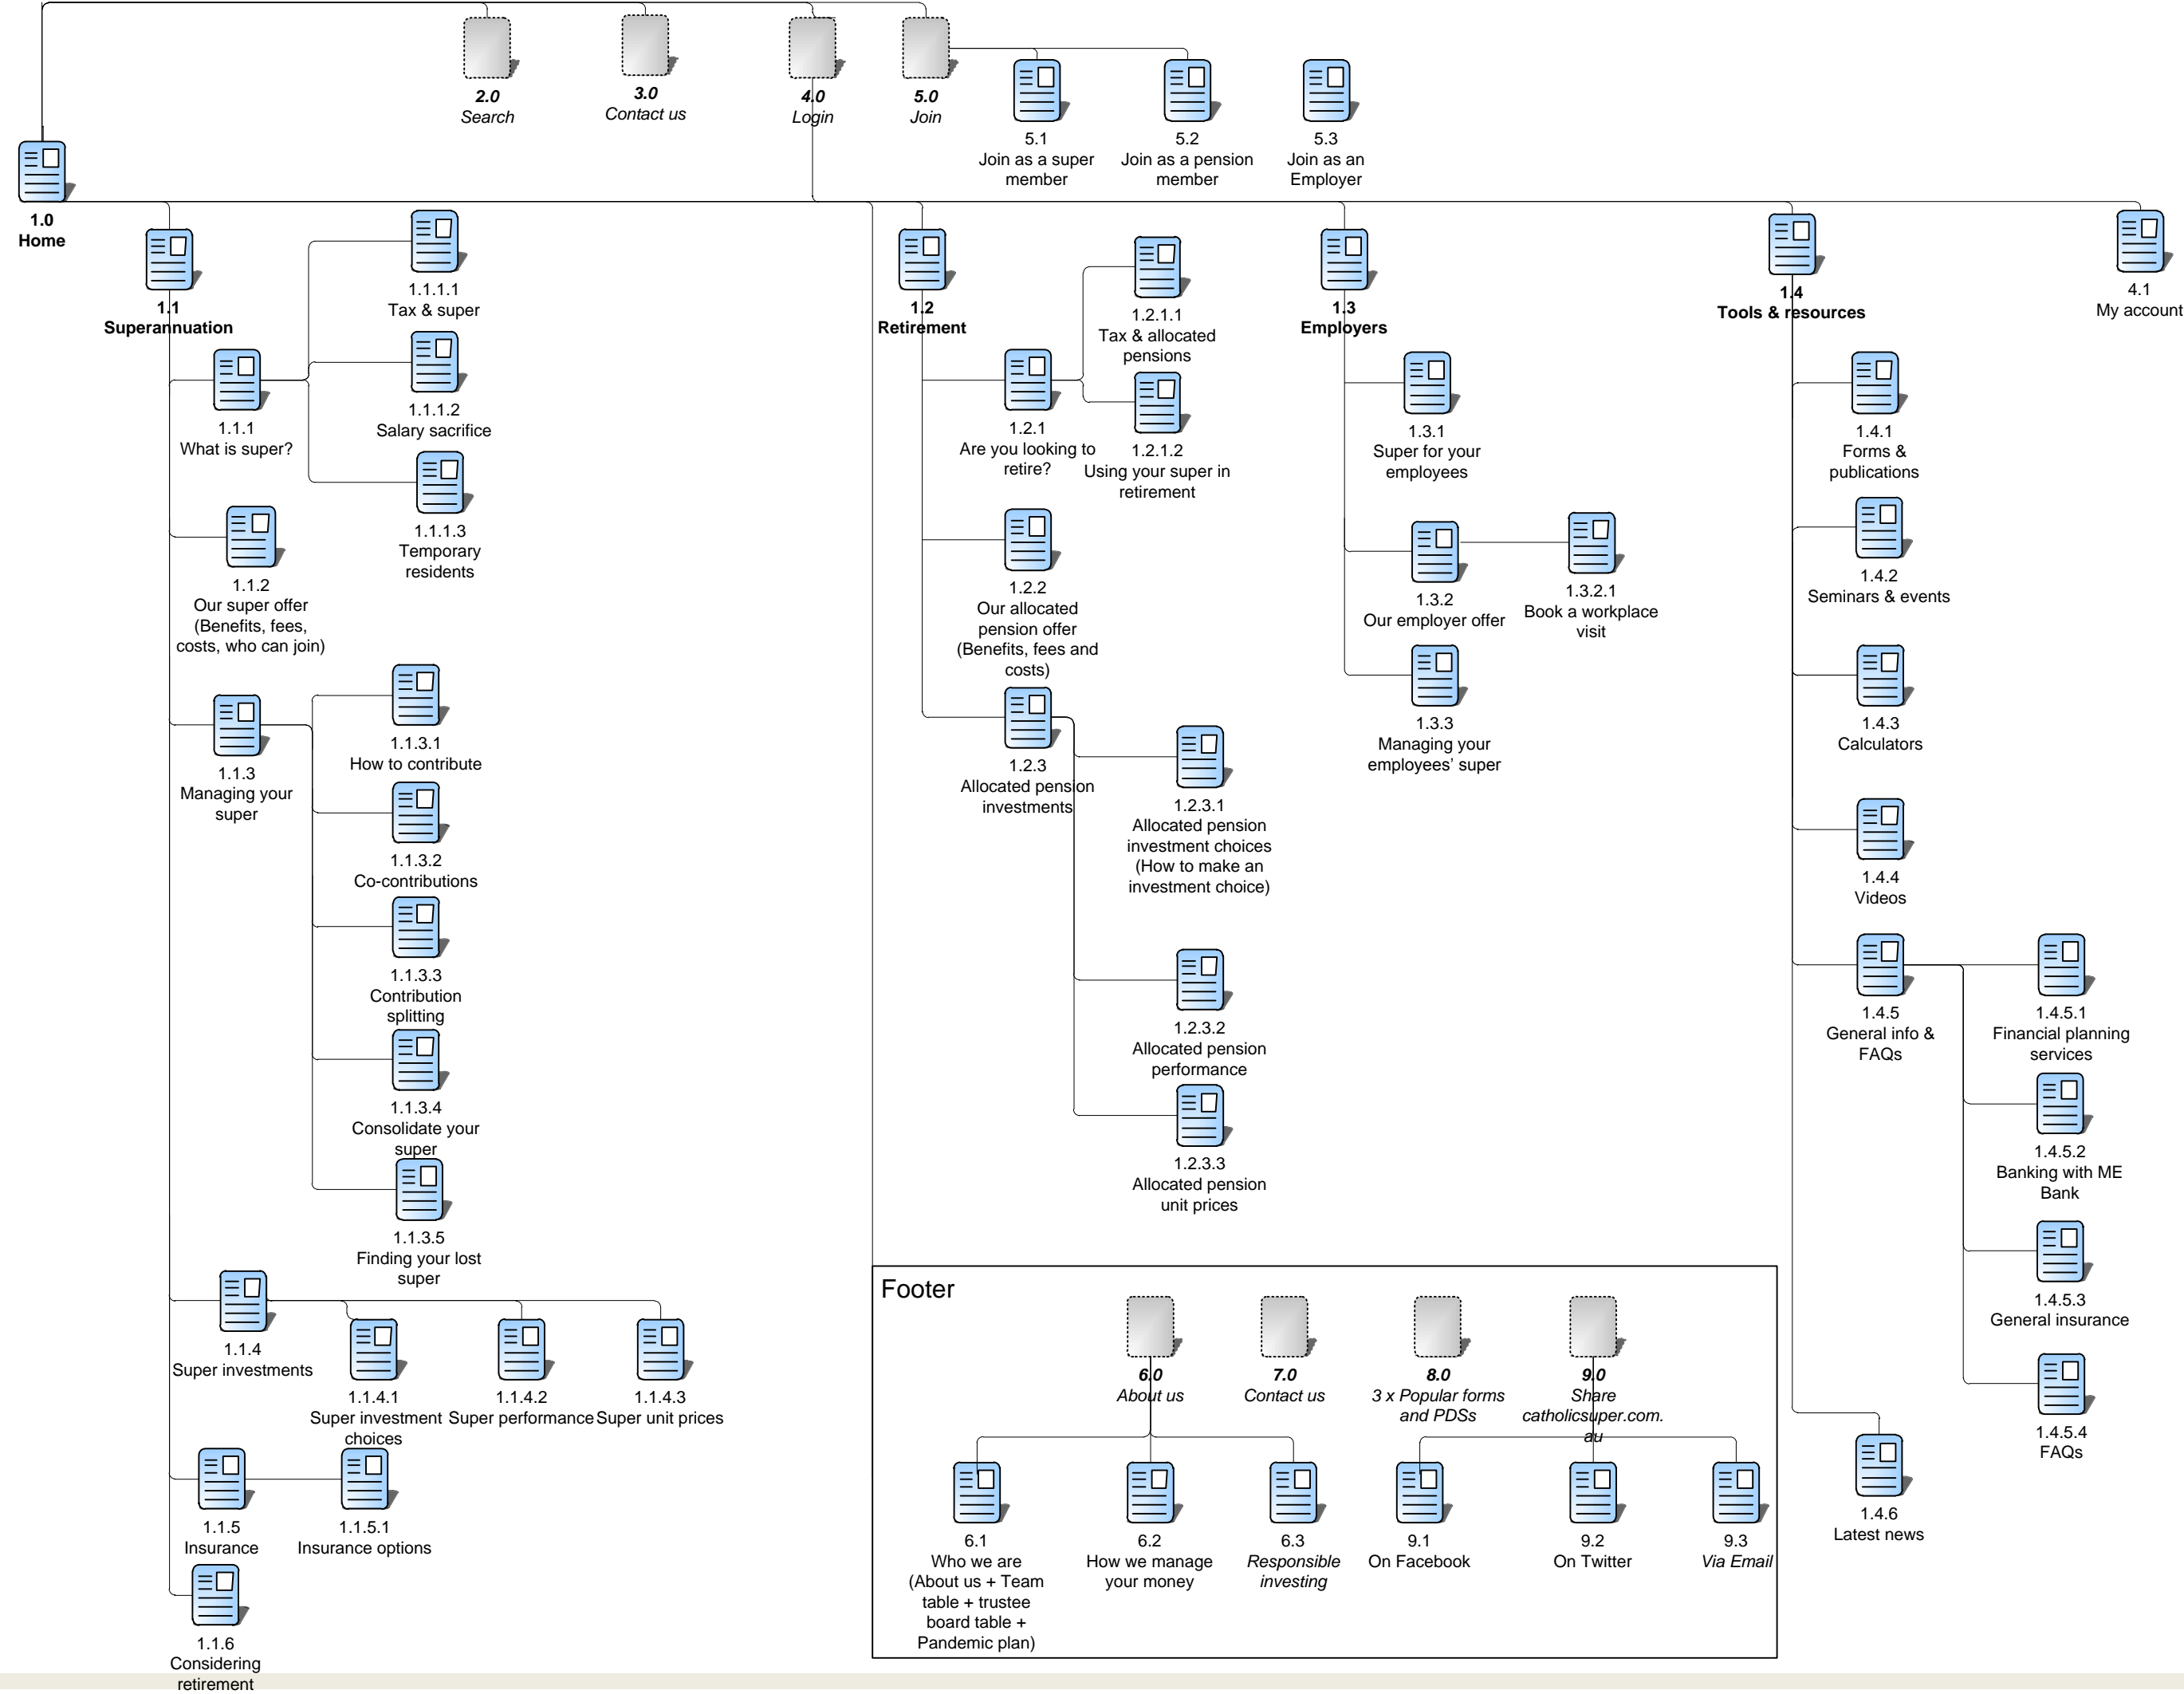 2.0
Search
3.0
Contact us
4.0
Login
5.0
Join
5.1
Join as a super
member
5.2
Join as a pension
member
5.3
Join as an
Employer
1.0
Home
1.1
Superannuation
1.1.1
What is super?
1.1.1.1
Tax & super
1.1.1.2
Salary sacrifice
1.1.1.3
Temporary
residents
1.1.2
Our super offer
(Benefits, fees,
costs, who can join)
1.1.3
Managing your
super
1.1.3.1
How to contribute
1.1.3.2
Co-contributions
1.1.3.3
Contribution
splitting
1.1.3.4
Consolidate your
super
1.1.3.5
Finding your lost
super
1.1.4
Super investments
1.1.4.1
Super investment
choices
1.1.4.2
Super performance
1.1.4.3
Super unit prices
1.1.5
Insurance
1.1.5.1
Insurance options
1.1.6
Considering
retirement
1.2
Retirement
1.2.1
Are you looking to
retire?
1.2.1.1
Tax & allocated
pensions
1.2.1.2
Using your super in
retirement
1.2.2
Our allocated
pension offer
(Benefits, fees and
costs)
1.2.3
Allocated pension
investments
1.2.3.1
Allocated pension
investment choices
(How to make an
investment choice)
1.2.3.2
Allocated pension
performance
1.2.3.3
Allocated pension
unit prices
1.3
Employers
1.3.1
Super for your
employees
1.3.2
Our employer offer
1.3.2.1
Book a workplace
visit
1.3.3
Managing your
employees’ super
1.4
Tools & resources
1.4.1
Forms &
publications
1.4.2
Seminars & events
1.4.3
Calculators
1.4.4
Videos
1.4.5
General info &
FAQs
1.4.5.1
Financial planning
services
1.4.5.2
Banking with ME
Bank
1.4.5.3
General insurance
1.4.5.4
FAQs
1.4.6
Latest news
4.1
My account
Footer
6.0
About us
7.0
Contact us
8.0
3 x Popular forms
and PDSs
9.0
Share
catholicsuper.com.
au
6.1
Who we are
(About us + Team
table + trustee
board table +
Pandemic plan)
6.2
How we manage
your money
6.3
Responsible
investing
9.1
On Facebook
9.2
On Twitter
9.3
Via Email